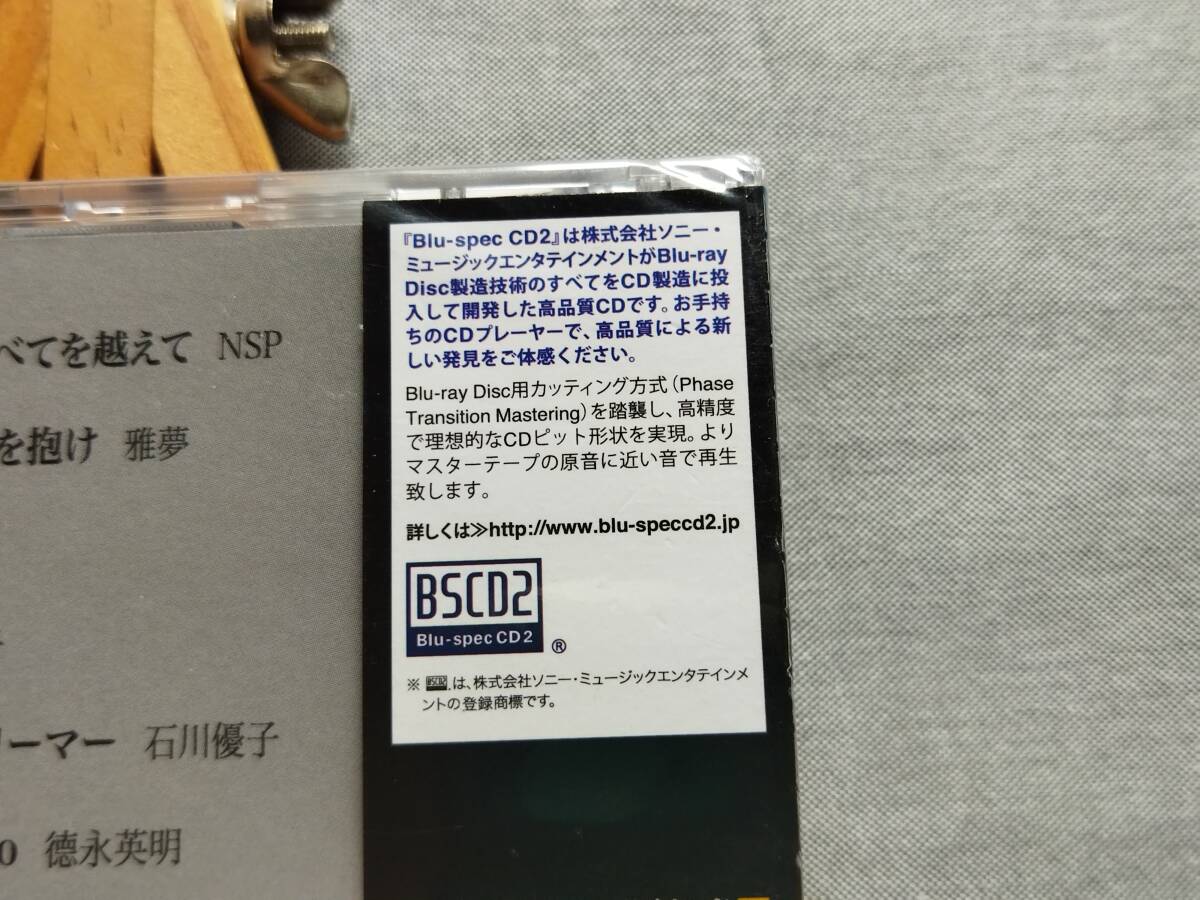 べてを越えて NSP
を抱け 雅夢
リーマー 石川優子
0 徳永英明
『Blu-spec CD2』は株式会社ソニー・
ミュージックエンタテインメントがBlu-ray
Disc製造技術のすべてをCD製造に投
入して開発した高品質CDです。お手持
ちのCDプレーヤーで、高品質による新
しい発見をご体感ください。
Blu-ray Disc用カッティング方式(Phase
Transition Mastering)を踏襲し、高精度
で理想的なCDピット形状を実現。より
マスターテープの原音に近い音で再生
致します。
詳しくは≫http://www.blu-speccd2.jp
BSCD2
Blu-spec CD2 ®
※ BSCD2.は、株式会社ソニー・ミュージックエンタテインメ
ントの登録商標です。